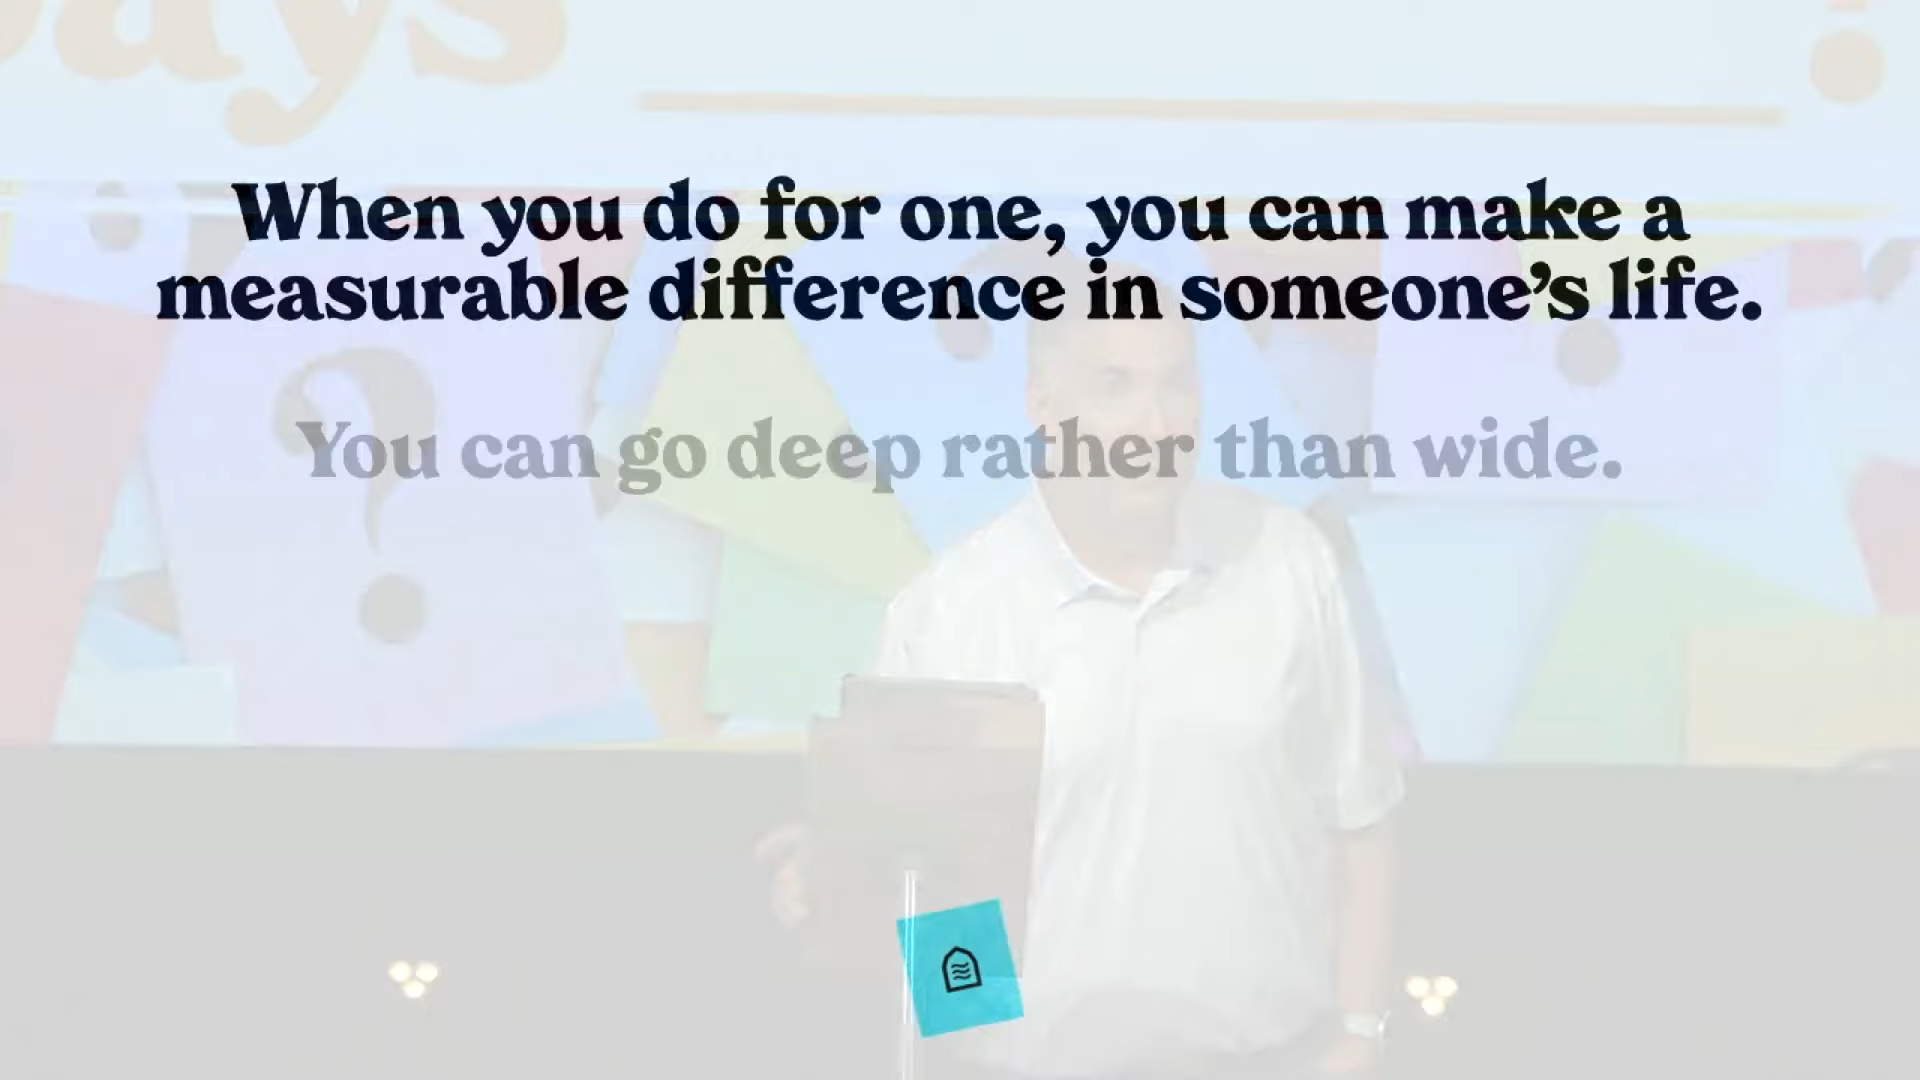 ays
When you do for one, you can make a
measurable difference in someone’s life.
You can go deep rather than wide.
?